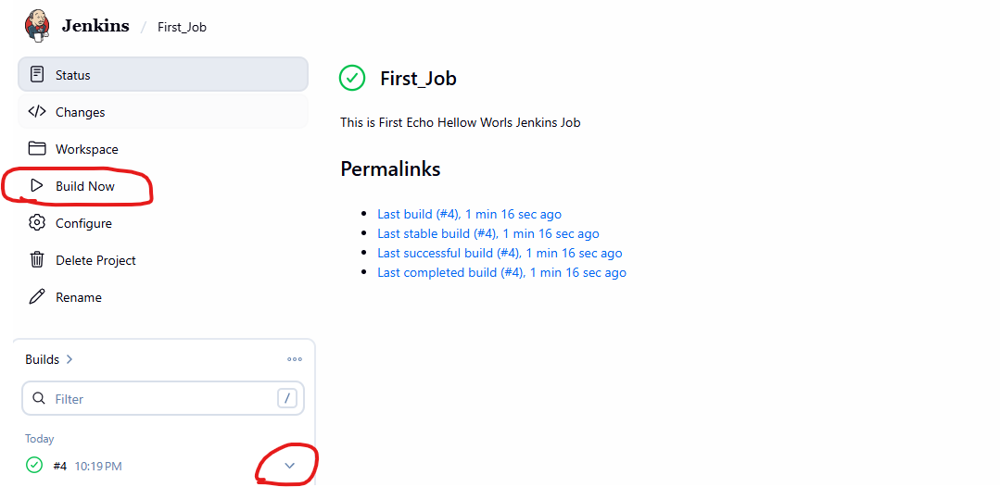 Jenkins / First_Job
Status
Changes
Workspace
Build Now
Configure
Delete Project
Rename
Builds
Filter /
Today
#4 10:19 PM
First_Job
This is First Echo Hellow Worls Jenkins Job
Permalinks
Last build (#4), 1 min 16 sec ago
Last stable build (#4), 1 min 16 sec ago
Last successful build (#4), 1 min 16 sec ago
Last completed build (#4), 1 min 16 sec ago